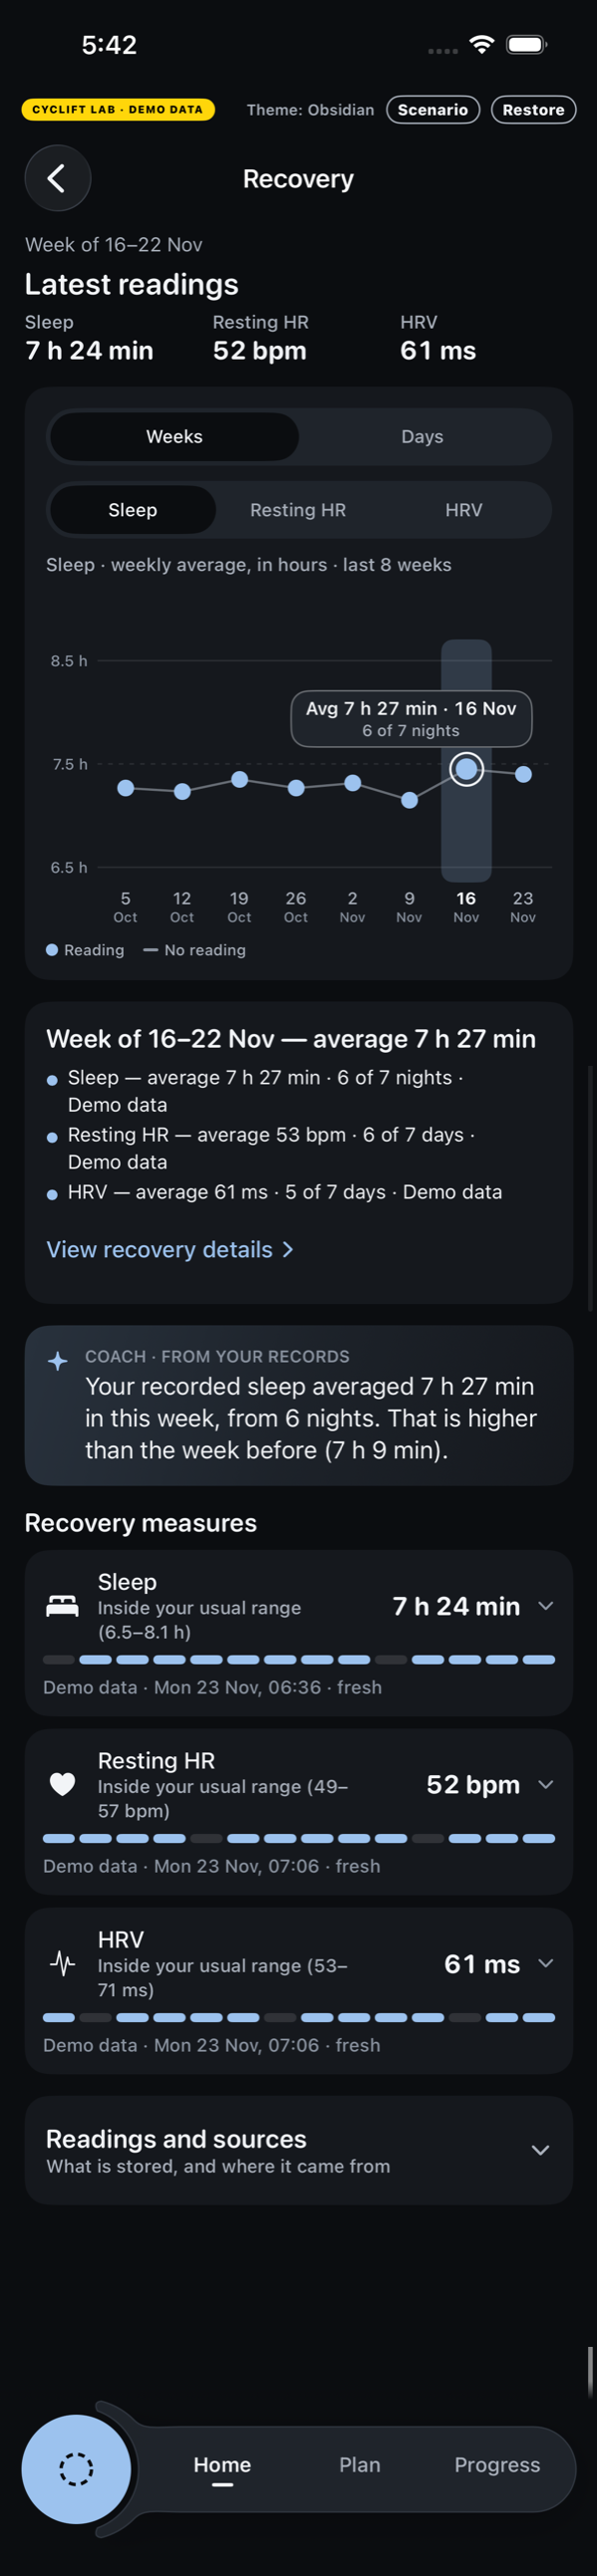 5:42
CYCLIFT LAB · DEMO DATA
Theme: Obsidian
Scenario
Restore
Recovery
Week of 16–22 Nov
Latest readings
Sleep
7 h 24 min
Resting HR
52 bpm
HRV
61 ms
Weeks
Days
Sleep
Resting HR
HRV
Sleep · weekly average, in hours · last 8 weeks
8.5 h
Avg 7 h 27 min · 16 Nov
6 of 7 nights
7.5 h
6.5 h
5 Oct
12 Oct
19 Oct
26 Oct
2 Nov
9 Nov
16 Nov
23 Nov
Reading
No reading
Week of 16–22 Nov — average 7 h 27 min
Sleep — average 7 h 27 min · 6 of 7 nights ·
Demo data
Resting HR — average 53 bpm · 6 of 7 days ·
Demo data
HRV — average 61 ms · 5 of 7 days · Demo data
View recovery details
COACH · FROM YOUR RECORDS
Your recorded sleep averaged 7 h 27 min
in this week, from 6 nights. That is higher
than the week before (7 h 9 min).
Recovery measures
Sleep
Inside your usual range
(6.5–8.1 h)
7 h 24 min
Demo data · Mon 23 Nov, 06:36 · fresh
Resting HR
Inside your usual range (49–
57 bpm)
52 bpm
Demo data · Mon 23 Nov, 07:06 · fresh
HRV
Inside your usual range (53–
71 ms)
61 ms
Demo data · Mon 23 Nov, 07:06 · fresh
Readings and sources
What is stored, and where it came from
Home
Plan
Progress